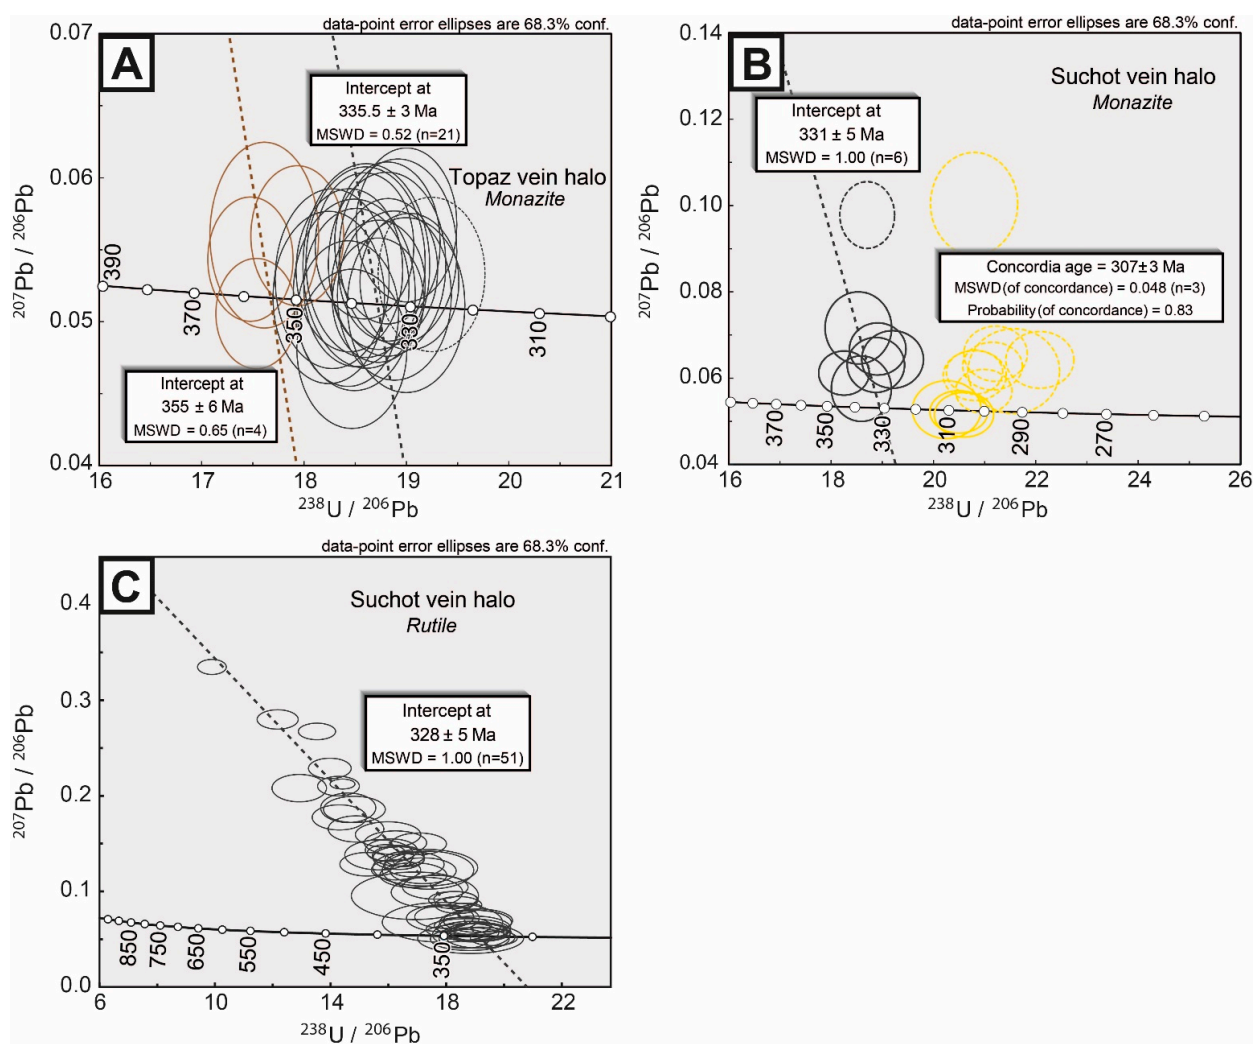 data-point error ellipses are 68.3% conf.
A
0.07
0.06
0.05
0.04
207Pb / 206Pb
Intercept at
335.5 ± 3 Ma
MSWD = 0.52 (n=21)
Topaz vein halo
Monazite
390
370
350
330
310
Intercept at
355 ± 6 Ma
MSWD = 0.65 (n=4)
16 17 18 19 20 21
238U / 206Pb
data-point error ellipses are 68.3% conf.
B
0.14
0.12
0.10
0.08
0.06
0.04
207Pb / 206Pb
Suchot vein halo
Monazite
Intercept at
331 ± 5 Ma
MSWD = 1.00 (n=6)
Concordia age = 307±3 Ma
MSWD (of concordance) = 0.048 (n=3)
Probability (of concordance) = 0.83
370
350
330
310
290
270
16 18 20 22 24 26
238U / 206Pb
data-point error ellipses are 68.3% conf.
C
0.4
0.3
0.2
0.1
0.0
207Pb / 206Pb
Suchot vein halo
Rutile
Intercept at
328 ± 5 Ma
MSWD = 1.00 (n=51)
850
750
650
550
450
350
6 10 14 18 22
238U / 206Pb